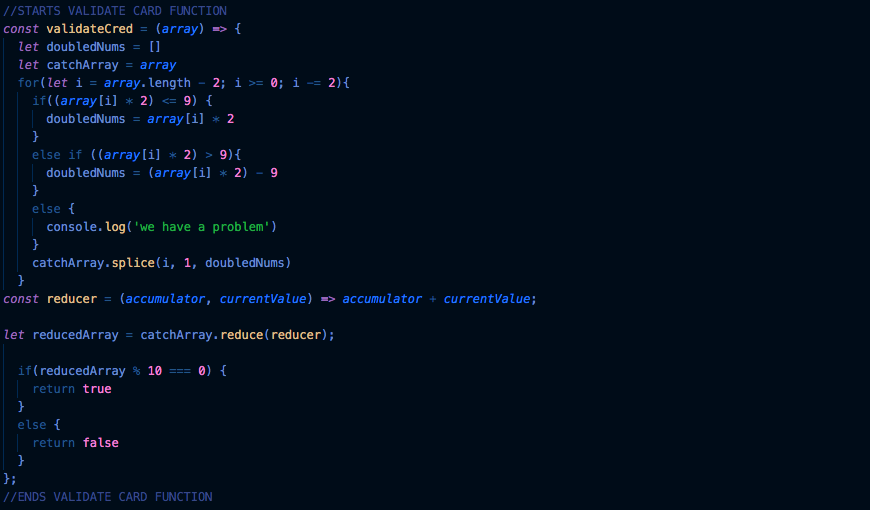 //STARTS VALIDATE CARD FUNCTION
const validateCred = (array) => {
  let doubledNums = []
  let catchArray = array
  for(let i = array.length - 2; i >= 0; i -= 2){
    if((array[i] * 2) <= 9) {
      doubledNums = array[i] * 2
    }
    else if ((array[i] * 2) > 9){
      doubledNums = (array[i] * 2) - 9
    }
    else {
      console.log('we have a problem')
    }
    catchArray.splice(i, 1, doubledNums)
  }
const reducer = (accumulator, currentValue) => accumulator + currentValue;

let reducedArray = catchArray.reduce(reducer);

  if(reducedArray % 10 === 0) {
    return true
  }
  else {
    return false
  }
};
//ENDS VALIDATE CARD FUNCTION